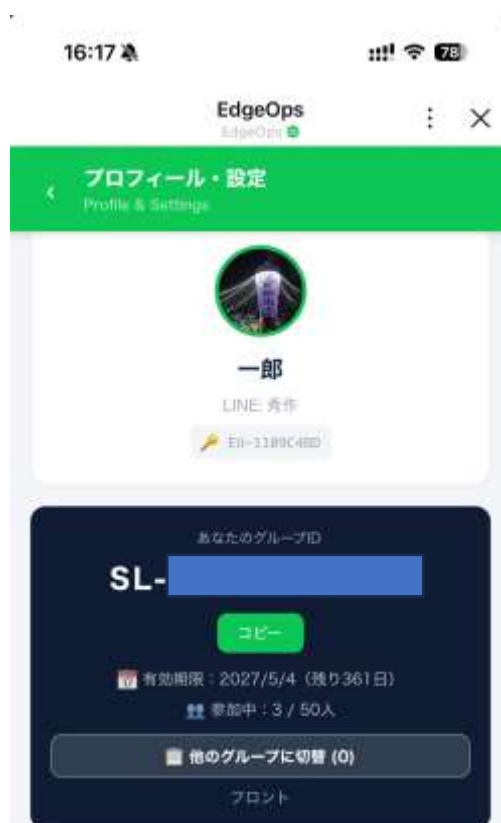 16:17
78
EdgeOps
EdgeOps
プロフィール・設定
Profile & Settings
一郎
LINE: 秀作
あなたのグループID
SL-
コピー
有効期限：2027/5/4（残り361日）
参加中：3 / 50人
他のグループに切替 (0)
フロント